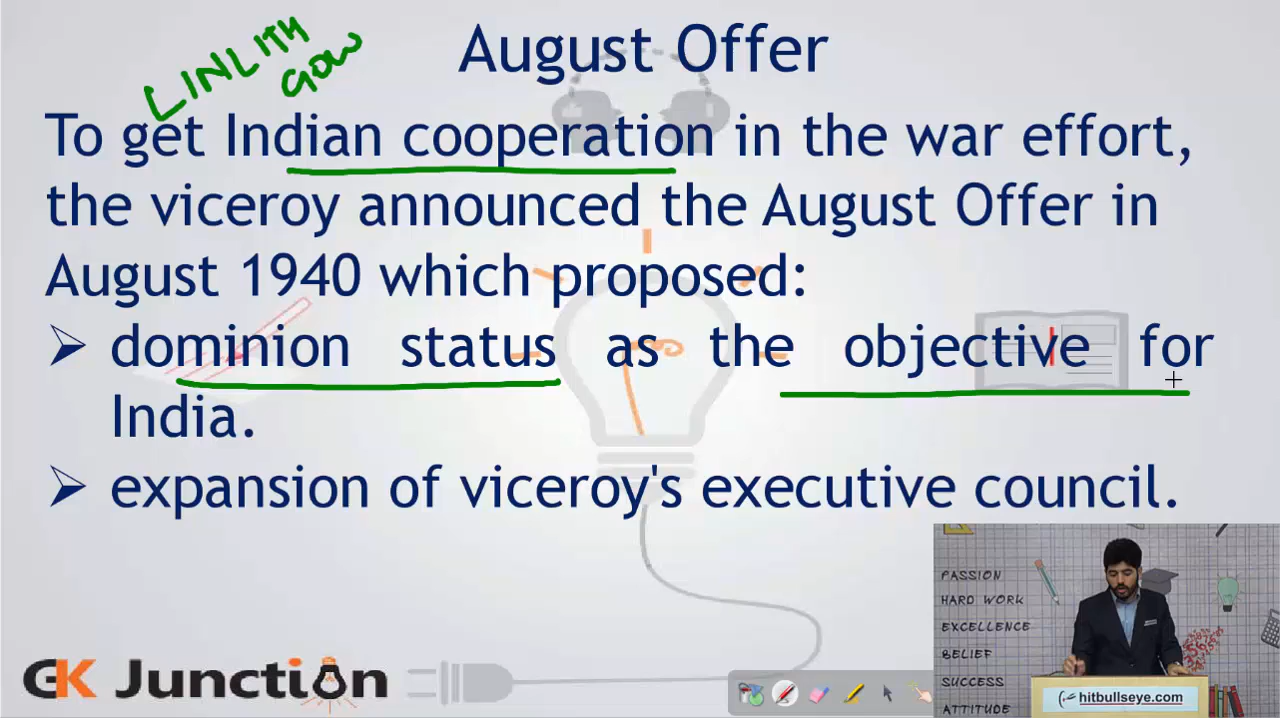 August Offer
LINLITH
GOW
To get Indian cooperation in the war effort,
the viceroy announced the August Offer in
August 1940 which proposed:
➢ dominion status as the objective for
India.
➢ expansion of viceroy's executive council.
GK Junction
PASSION
HARD WORK
EXCELLENCE
BELIEF
SUCCESS
ATTITUDE
hitbullseye.com